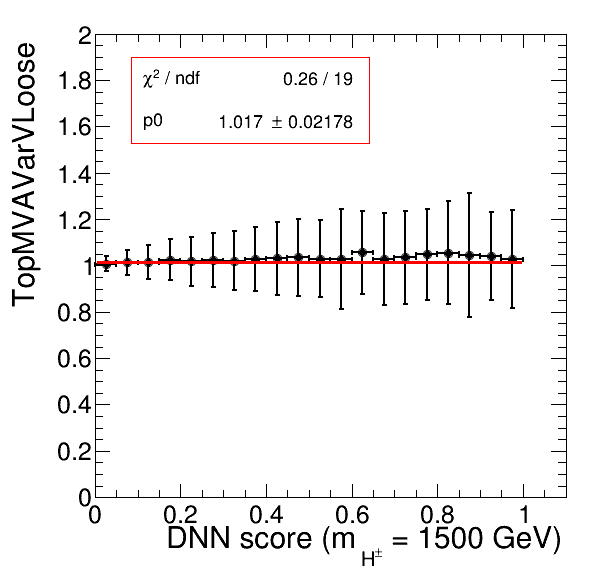 TopMVAVarVLoose
2
1.8
1.6
1.4
1.2
1
0.8
0.6
0.4
0.2
0
χ² / ndf 0.26 / 19
p0 1.017 ± 0.02178
0 0.2 0.4 0.6 0.8 1
DNN score (m_H± = 1500 GeV)